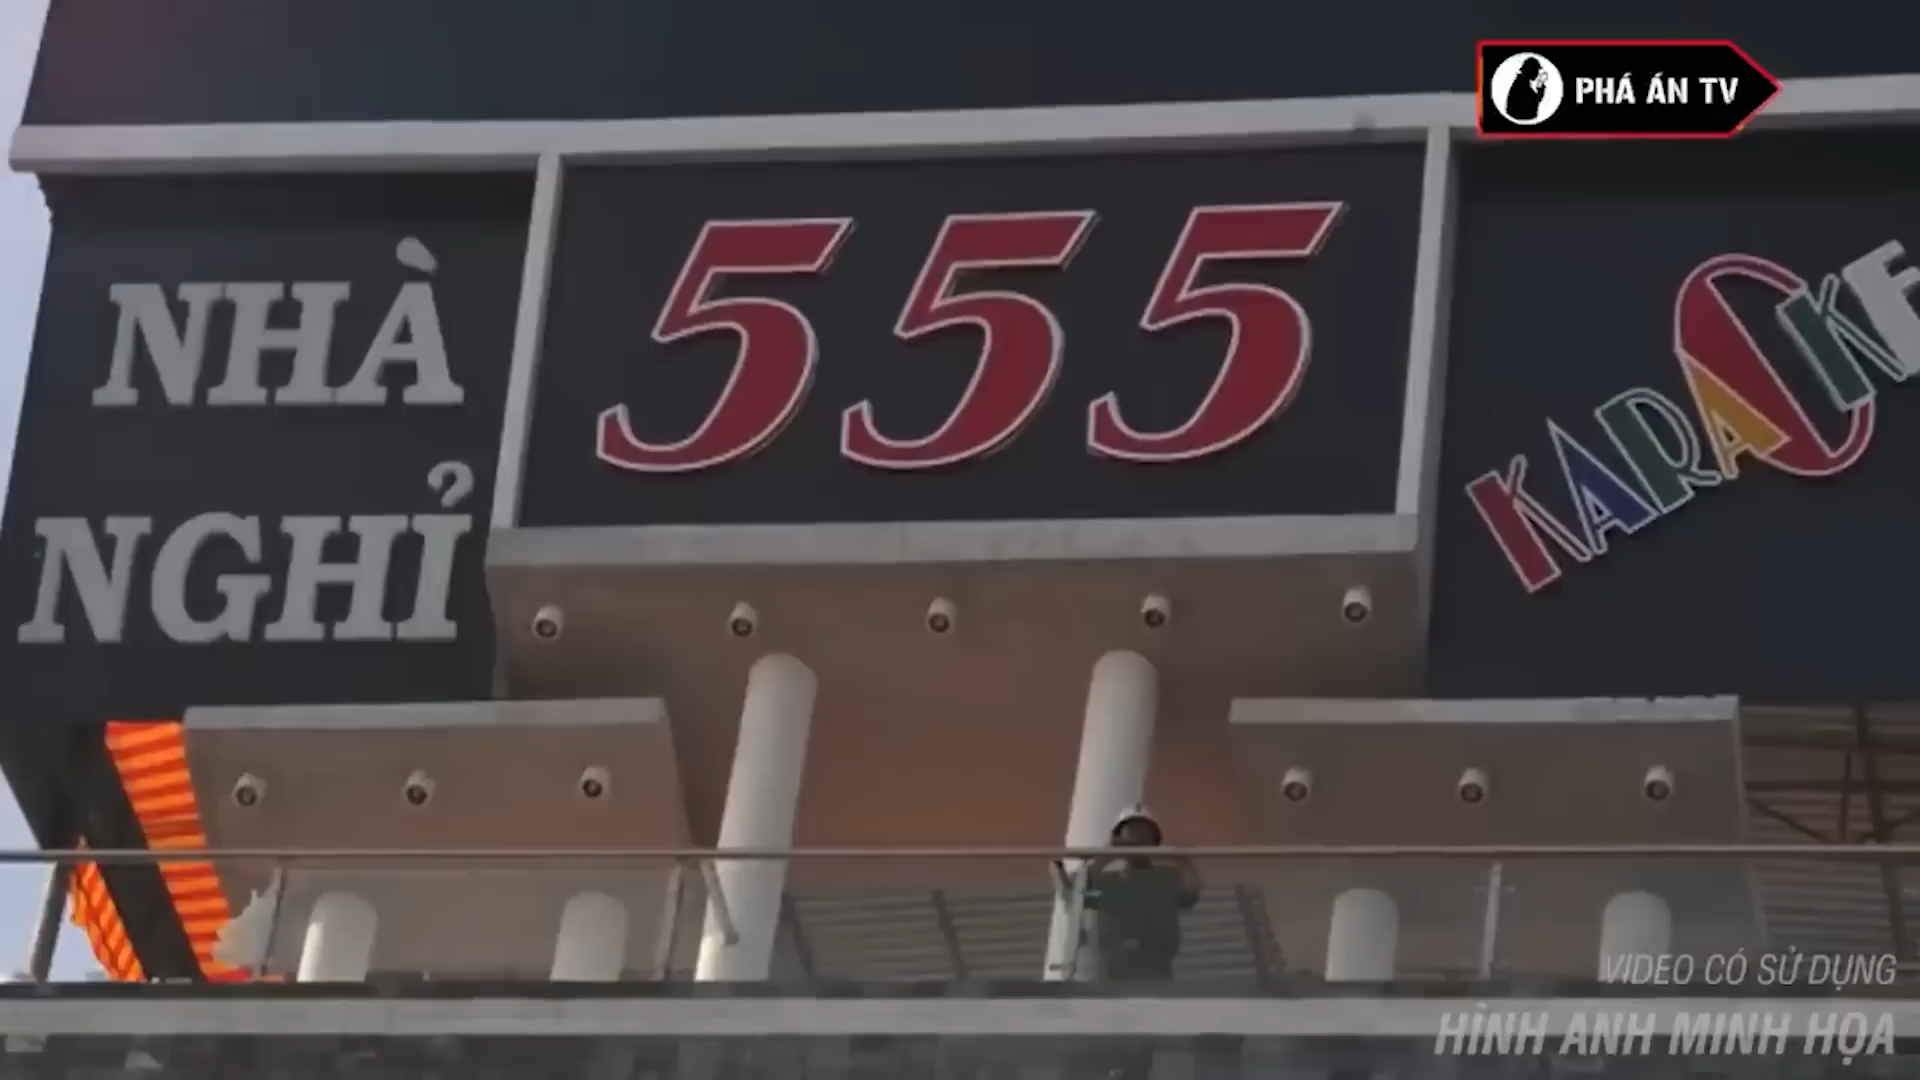 PHÁ ÁN TV
NHÀ
NGHỈ
555
KARAOKE
VIDEO CÓ SỬ DỤNG
HÌNH ẢNH MINH HỌA